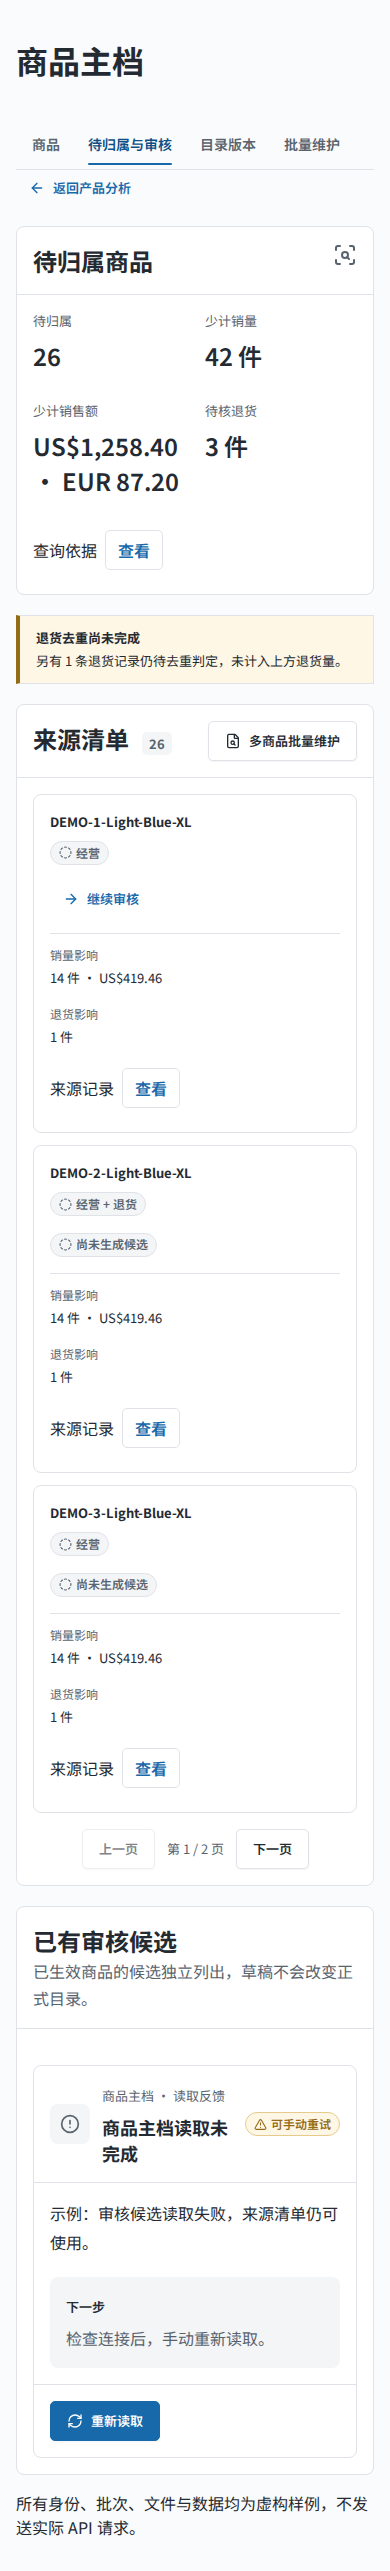 商品主档
商品 待归属与审核 目录版本 批量维护
返回产品分析
待归属商品
待归属 少计销量
26 42 件
少计销售额 待核退货
US$1,258.40 3 件
• EUR 87.20
查询依据 查看
退货去重尚未完成
另有 1 条退货记录仍待去重判定，未计入上方退货量。
来源清单 26 多商品批量维护
DEMO-1-Light-Blue-XL
经营
继续审核
销量影响
14 件 • US$419.46
退货影响
1 件
来源记录 查看
DEMO-2-Light-Blue-XL
经营 + 退货
尚未生成候选
销量影响
14 件 • US$419.46
退货影响
1 件
来源记录 查看
DEMO-3-Light-Blue-XL
经营
尚未生成候选
销量影响
14 件 • US$419.46
退货影响
1 件
来源记录 查看
上一页 第 1 / 2 页 下一页
已有审核候选
已生效商品的候选独立列出，草稿不会改变正
式目录。
商品主档 • 读取反馈
商品主档读取未
完成
可手动重试
示例：审核候选读取失败，来源清单仍可
使用。
下一步
检查连接后，手动重新读取。
重新读取
所有身份、批次、文件与数据均为虚构样例，不发
送实际 API 请求。